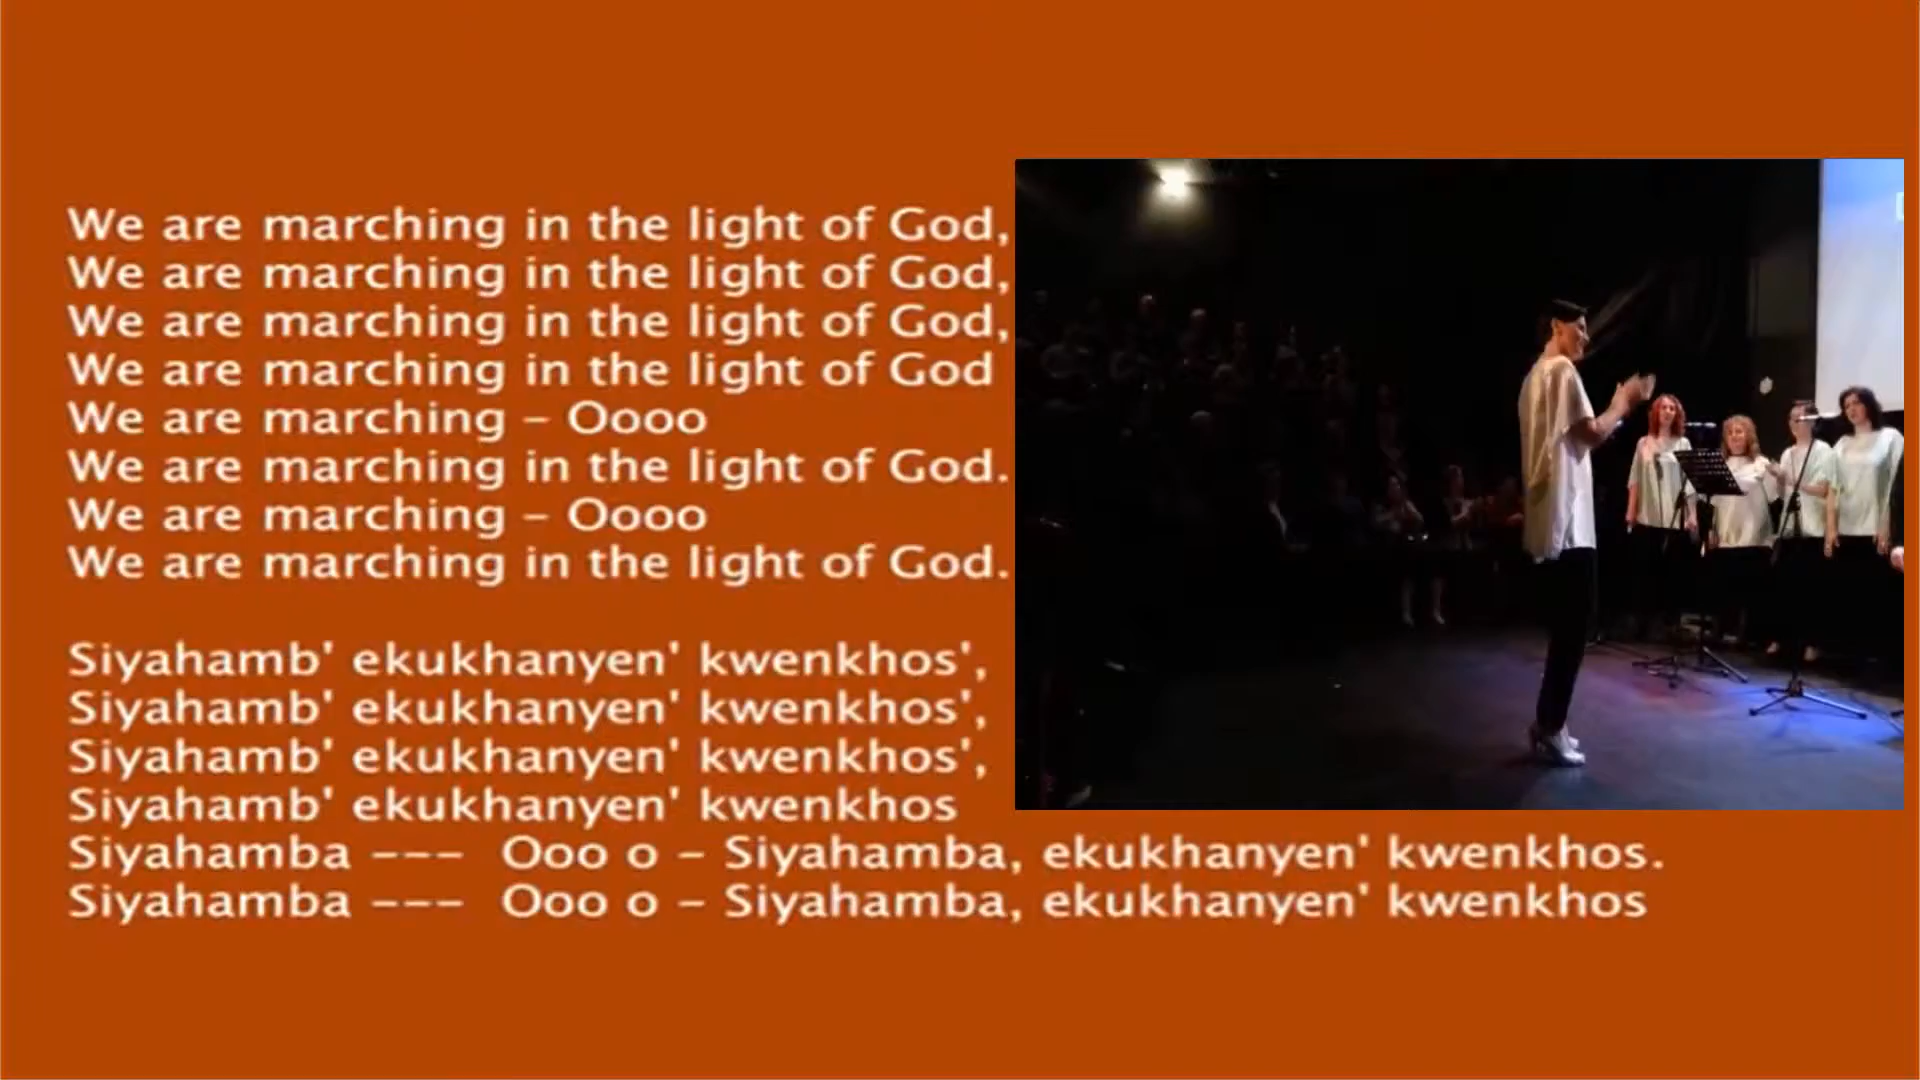 We are marching in the light of God,
We are marching in the light of God,
We are marching in the light of God,
We are marching in the light of God
We are marching – Oooo
We are marching in the light of God.
We are marching – Oooo
We are marching in the light of God.
Siyahamb' ekukhanyen' kwenkhos',
Siyahamb' ekukhanyen' kwenkhos',
Siyahamb' ekukhanyen' kwenkhos',
Siyahamb' ekukhanyen' kwenkhos
Siyahamba --- Ooo o – Siyahamba, ekukhanyen' kwenkhos.
Siyahamba --- Ooo o – Siyahamba, ekukhanyen' kwenkhos